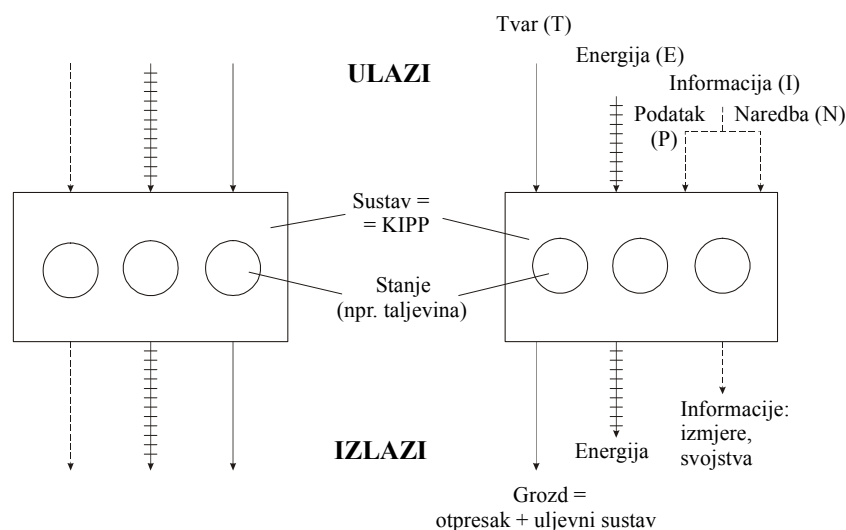 Tvar (T)
ULAZI
Energija (E)
Informacija (I)
Podatak
(P)
Naredba (N)
Sustav =
= KIPP
Stanje
(npr. taljevina)
IZLAZI
Energija
Informacije:
izmjere,
svojstva
Grozd =
otpresak + uljevni sustav